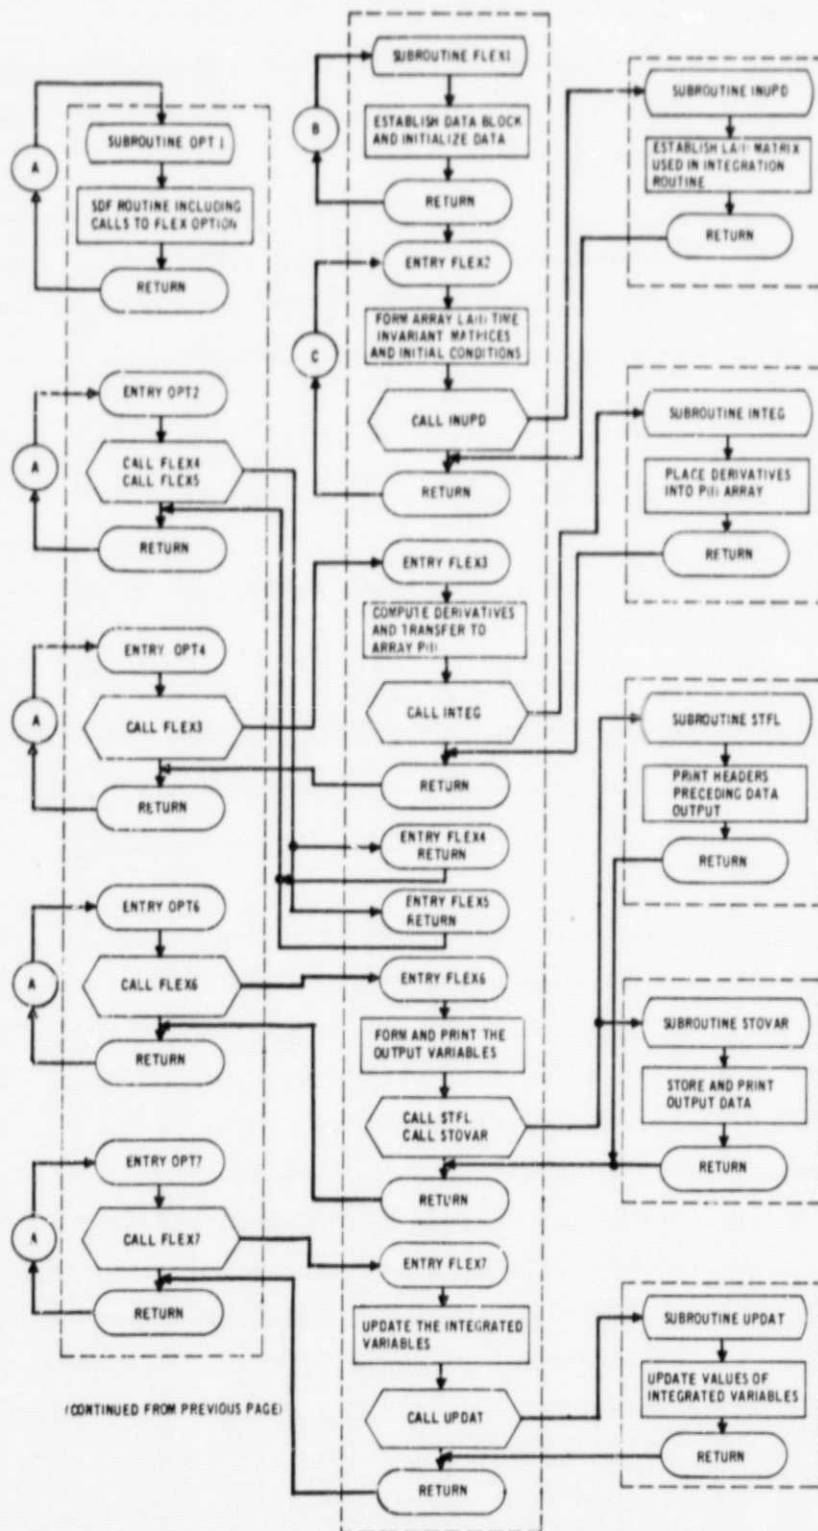 A
SUBROUTINE OPT 1
SDF ROUTINE INCLUDING
CALLS TO FLEX OPTION
RETURN
A
ENTRY OPT2
CALL FLEX4
CALL FLEX5
RETURN
A
ENTRY OPT4
CALL FLEX3
RETURN
A
ENTRY OPT6
CALL FLEX6
RETURN
A
ENTRY OPT7
CALL FLEX7
RETURN
(CONTINUED FROM PREVIOUS PAGE)
B
SUBROUTINE FLEX1
ESTABLISH DATA BLOCK
AND INITIALIZE DATA
RETURN
C
ENTRY FLEX2
FORM ARRAY LA(I) TIME
INVARIANT MATRICES
AND INITIAL CONDITIONS
CALL INUPD
RETURN
ENTRY FLEX3
COMPUTE DERIVATIVES
AND TRANSFER TO
ARRAY P(I)
CALL INTEG
RETURN
ENTRY FLEX4
RETURN
ENTRY FLEX5
RETURN
ENTRY FLEX6
FORM AND PRINT THE
OUTPUT VARIABLES
CALL STFL
CALL STOVAR
RETURN
ENTRY FLEX7
UPDATE THE INTEGRATED
VARIABLES
CALL UPDAT
RETURN
SUBROUTINE INUPD
ESTABLISH LA(I) MATRIX
USED IN INTEGRATION
ROUTINE
RETURN
SUBROUTINE INTEG
PLACE DERIVATIVES
INTO P(I) ARRAY
RETURN
SUBROUTINE STFL
PRINT HEADERS
PRECEDING DATA
OUTPUT
RETURN
SUBROUTINE STOVAR
STORE AND PRINT
OUTPUT DATA
RETURN
SUBROUTINE UPDAT
UPDATE VALUES OF
INTEGRATED VARIABLES
RETURN